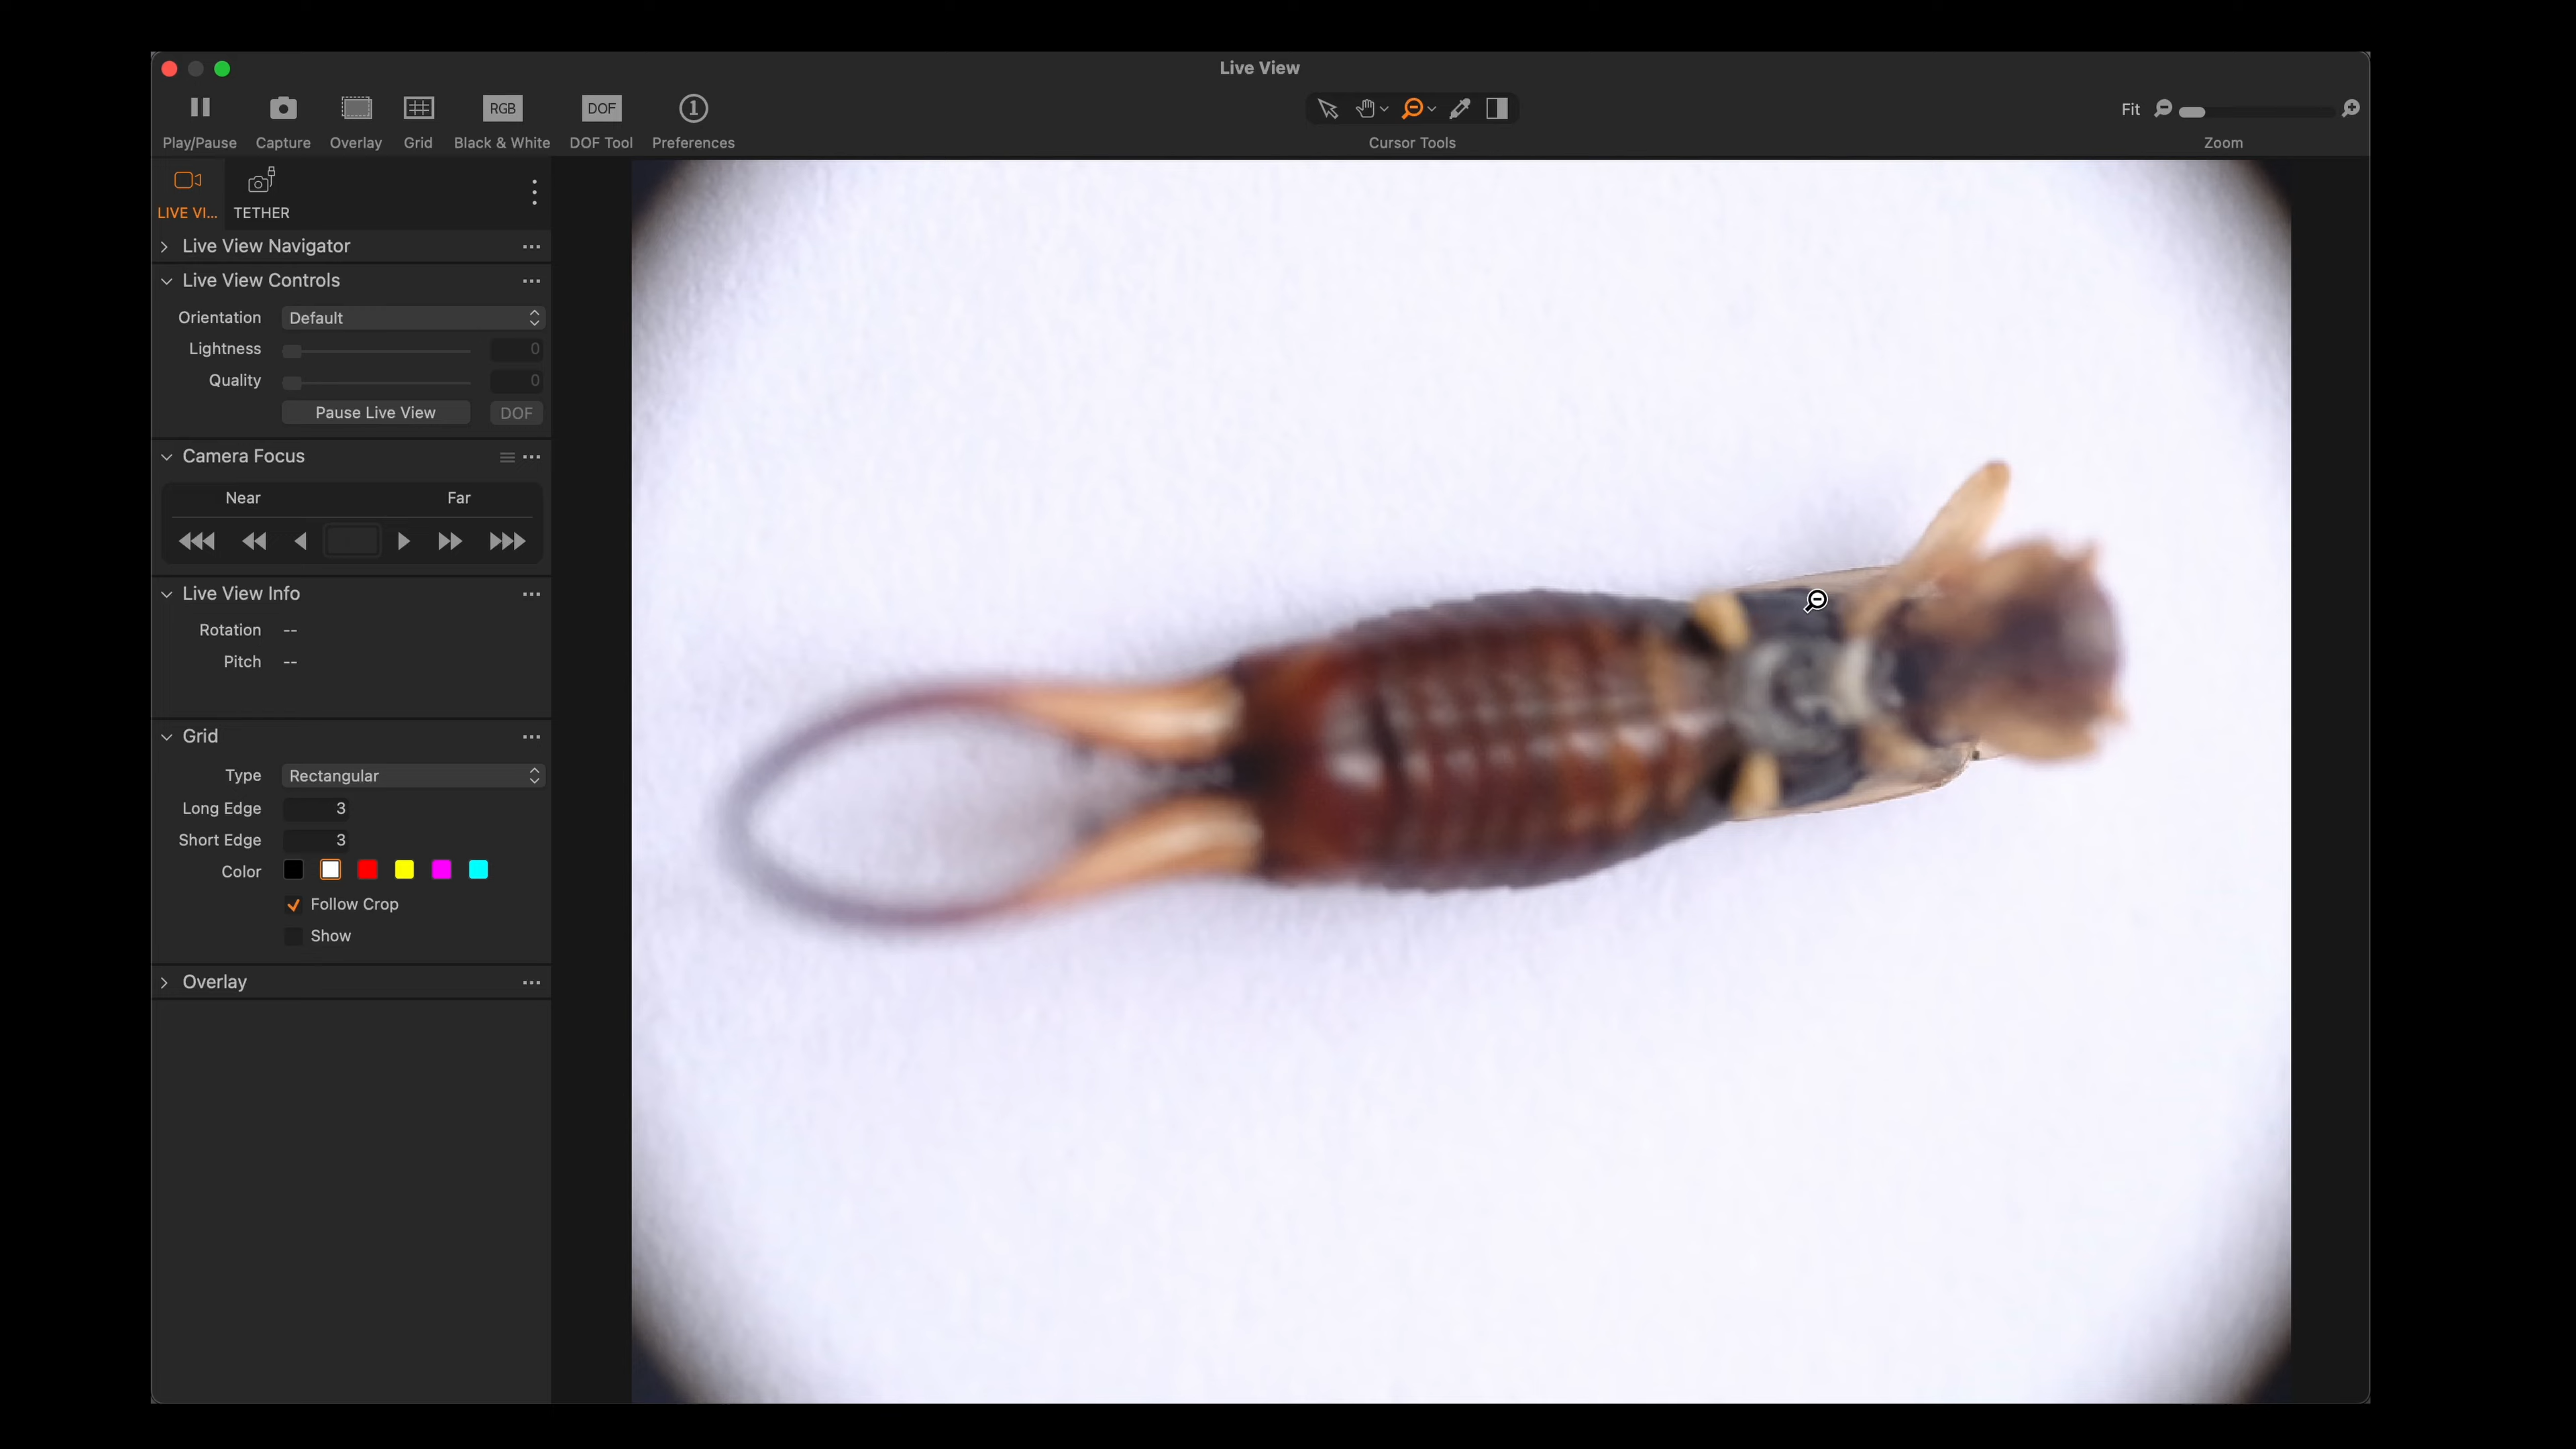 Live View
RGB
DOF
1
Fit
Play/Pause
Capture
Overlay
Grid
Black & White
DOF Tool
Preferences
Cursor Tools
Zoom
LIVE VI...
TETHER
Live View Navigator
Live View Controls
Orientation
Default
Lightness
0
Quality
0
Pause Live View
DOF
Camera Focus
Near
Far
Live View Info
Rotation
--
Pitch
--
Grid
Type
Rectangular
Long Edge
3
Short Edge
3
Color
Follow Crop
Show
Overlay